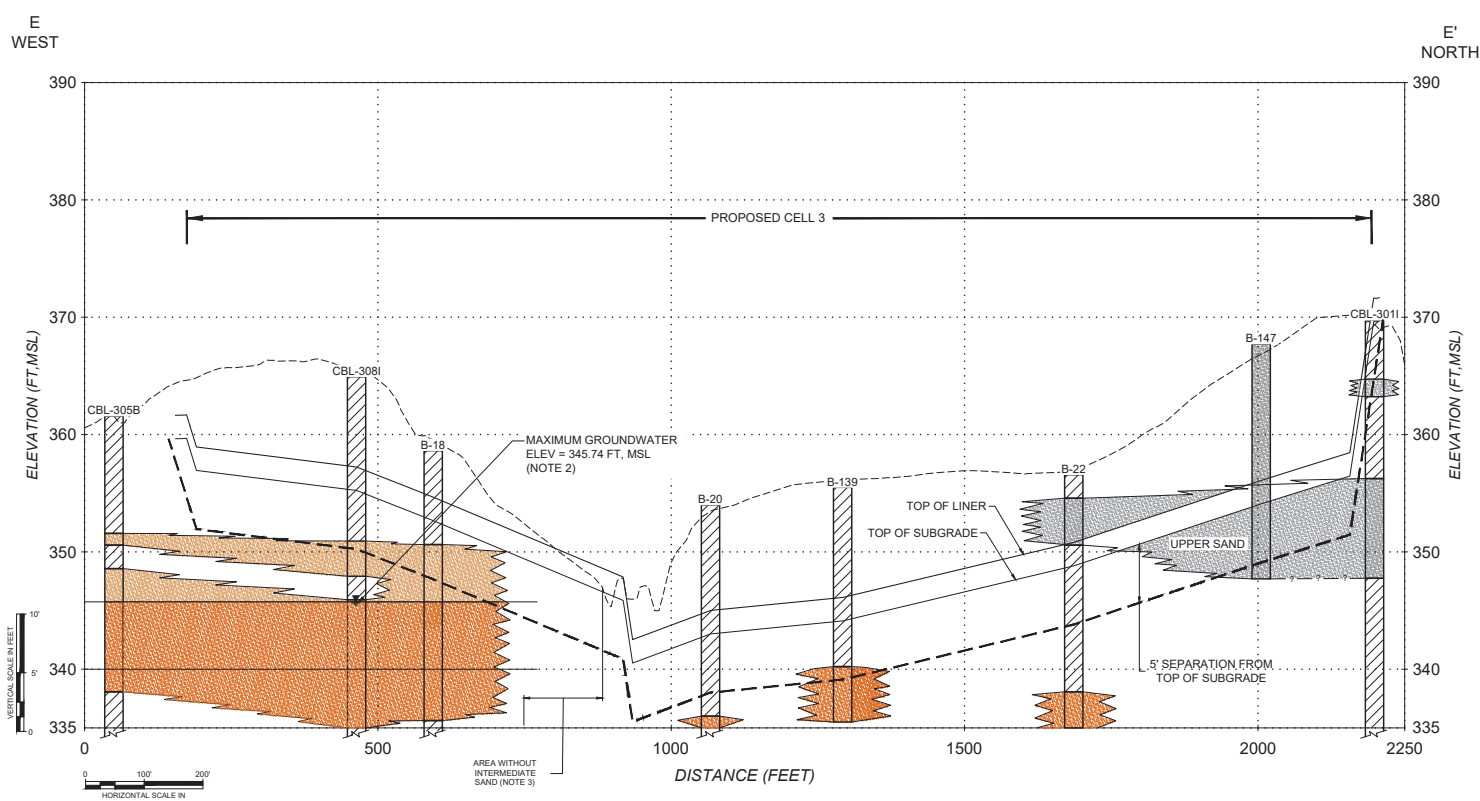 E
WEST
E'
NORTH
390
390
380
380
PROPOSED CELL 3
370
370
CBL-301I
B-147
CBL-308I
CBL-305B
360
360
B-18
MAXIMUM GROUNDWATER
ELEV = 345.74 FT, MSL
(NOTE 2)
B-22
B-139
B-20
TOP OF LINER
TOP OF SUBGRADE
UPPER SAND
350
350
? ? ?
340
340
5' SEPARATION FROM
TOP OF SUBGRADE
335
335
ELEVATION (FT,MSL)
ELEVATION (FT,MSL)
10'
5'
0
VERTICAL SCALE IN FEET
0
500
1000
1500
2000
2250
AREA WITHOUT
INTERMEDIATE
SAND (NOTE 3)
DISTANCE (FEET)
0 100' 200'
HORIZONTAL SCALE IN